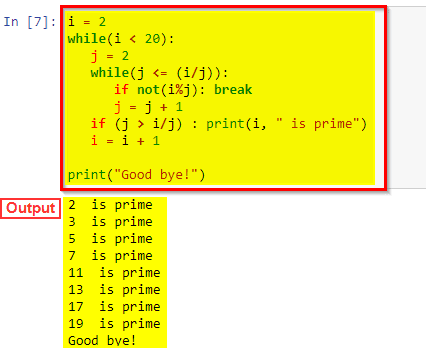 In [7]:
i = 2
while(i < 20):
    j = 2
    while(j <= (i/j)):
        if not(i%j): break
        j = j + 1
    if (j > i/j) : print(i, " is prime")
    i = i + 1
print("Good bye!")
Output
2  is prime
3  is prime
5  is prime
7  is prime
11  is prime
13  is prime
17  is prime
19  is prime
Good bye!